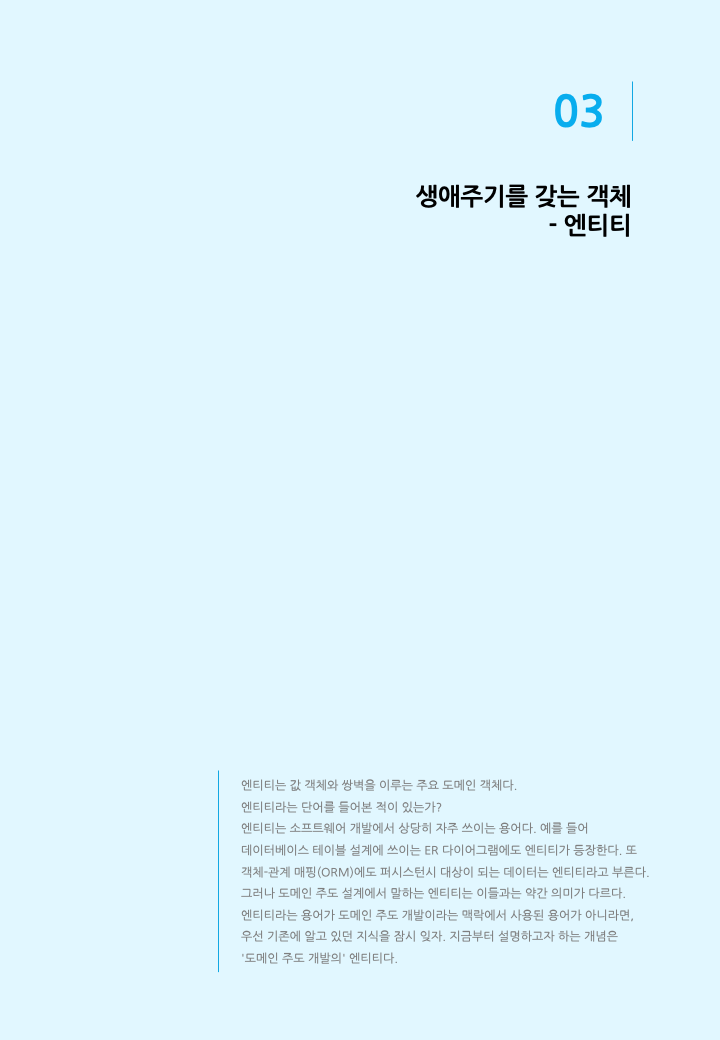 03
생애주기를 갖는 객체
- 엔티티
엔티티는 값 객체와 쌍벽을 이루는 주요 도메인 객체다.
엔티티라는 단어를 들어본 적이 있는가?
엔티티는 소프트웨어 개발에서 상당히 자주 쓰이는 용어다. 예를 들어
데이터베이스 테이블 설계에 쓰이는 ER 다이어그램에도 엔티티가 등장한다. 또
객체-관계 매핑(ORM)에도 퍼시스턴시 대상이 되는 데이터는 엔티티라고 부른다.
그러나 도메인 주도 설계에서 말하는 엔티티는 이들과는 약간 의미가 다르다.
엔티티라는 용어가 도메인 주도 개발이라는 맥락에서 사용된 용어가 아니라면,
우선 기존에 알고 있던 지식을 잠시 잊자. 지금부터 설명하고자 하는 개념은
'도메인 주도 개발의' 엔티티다.